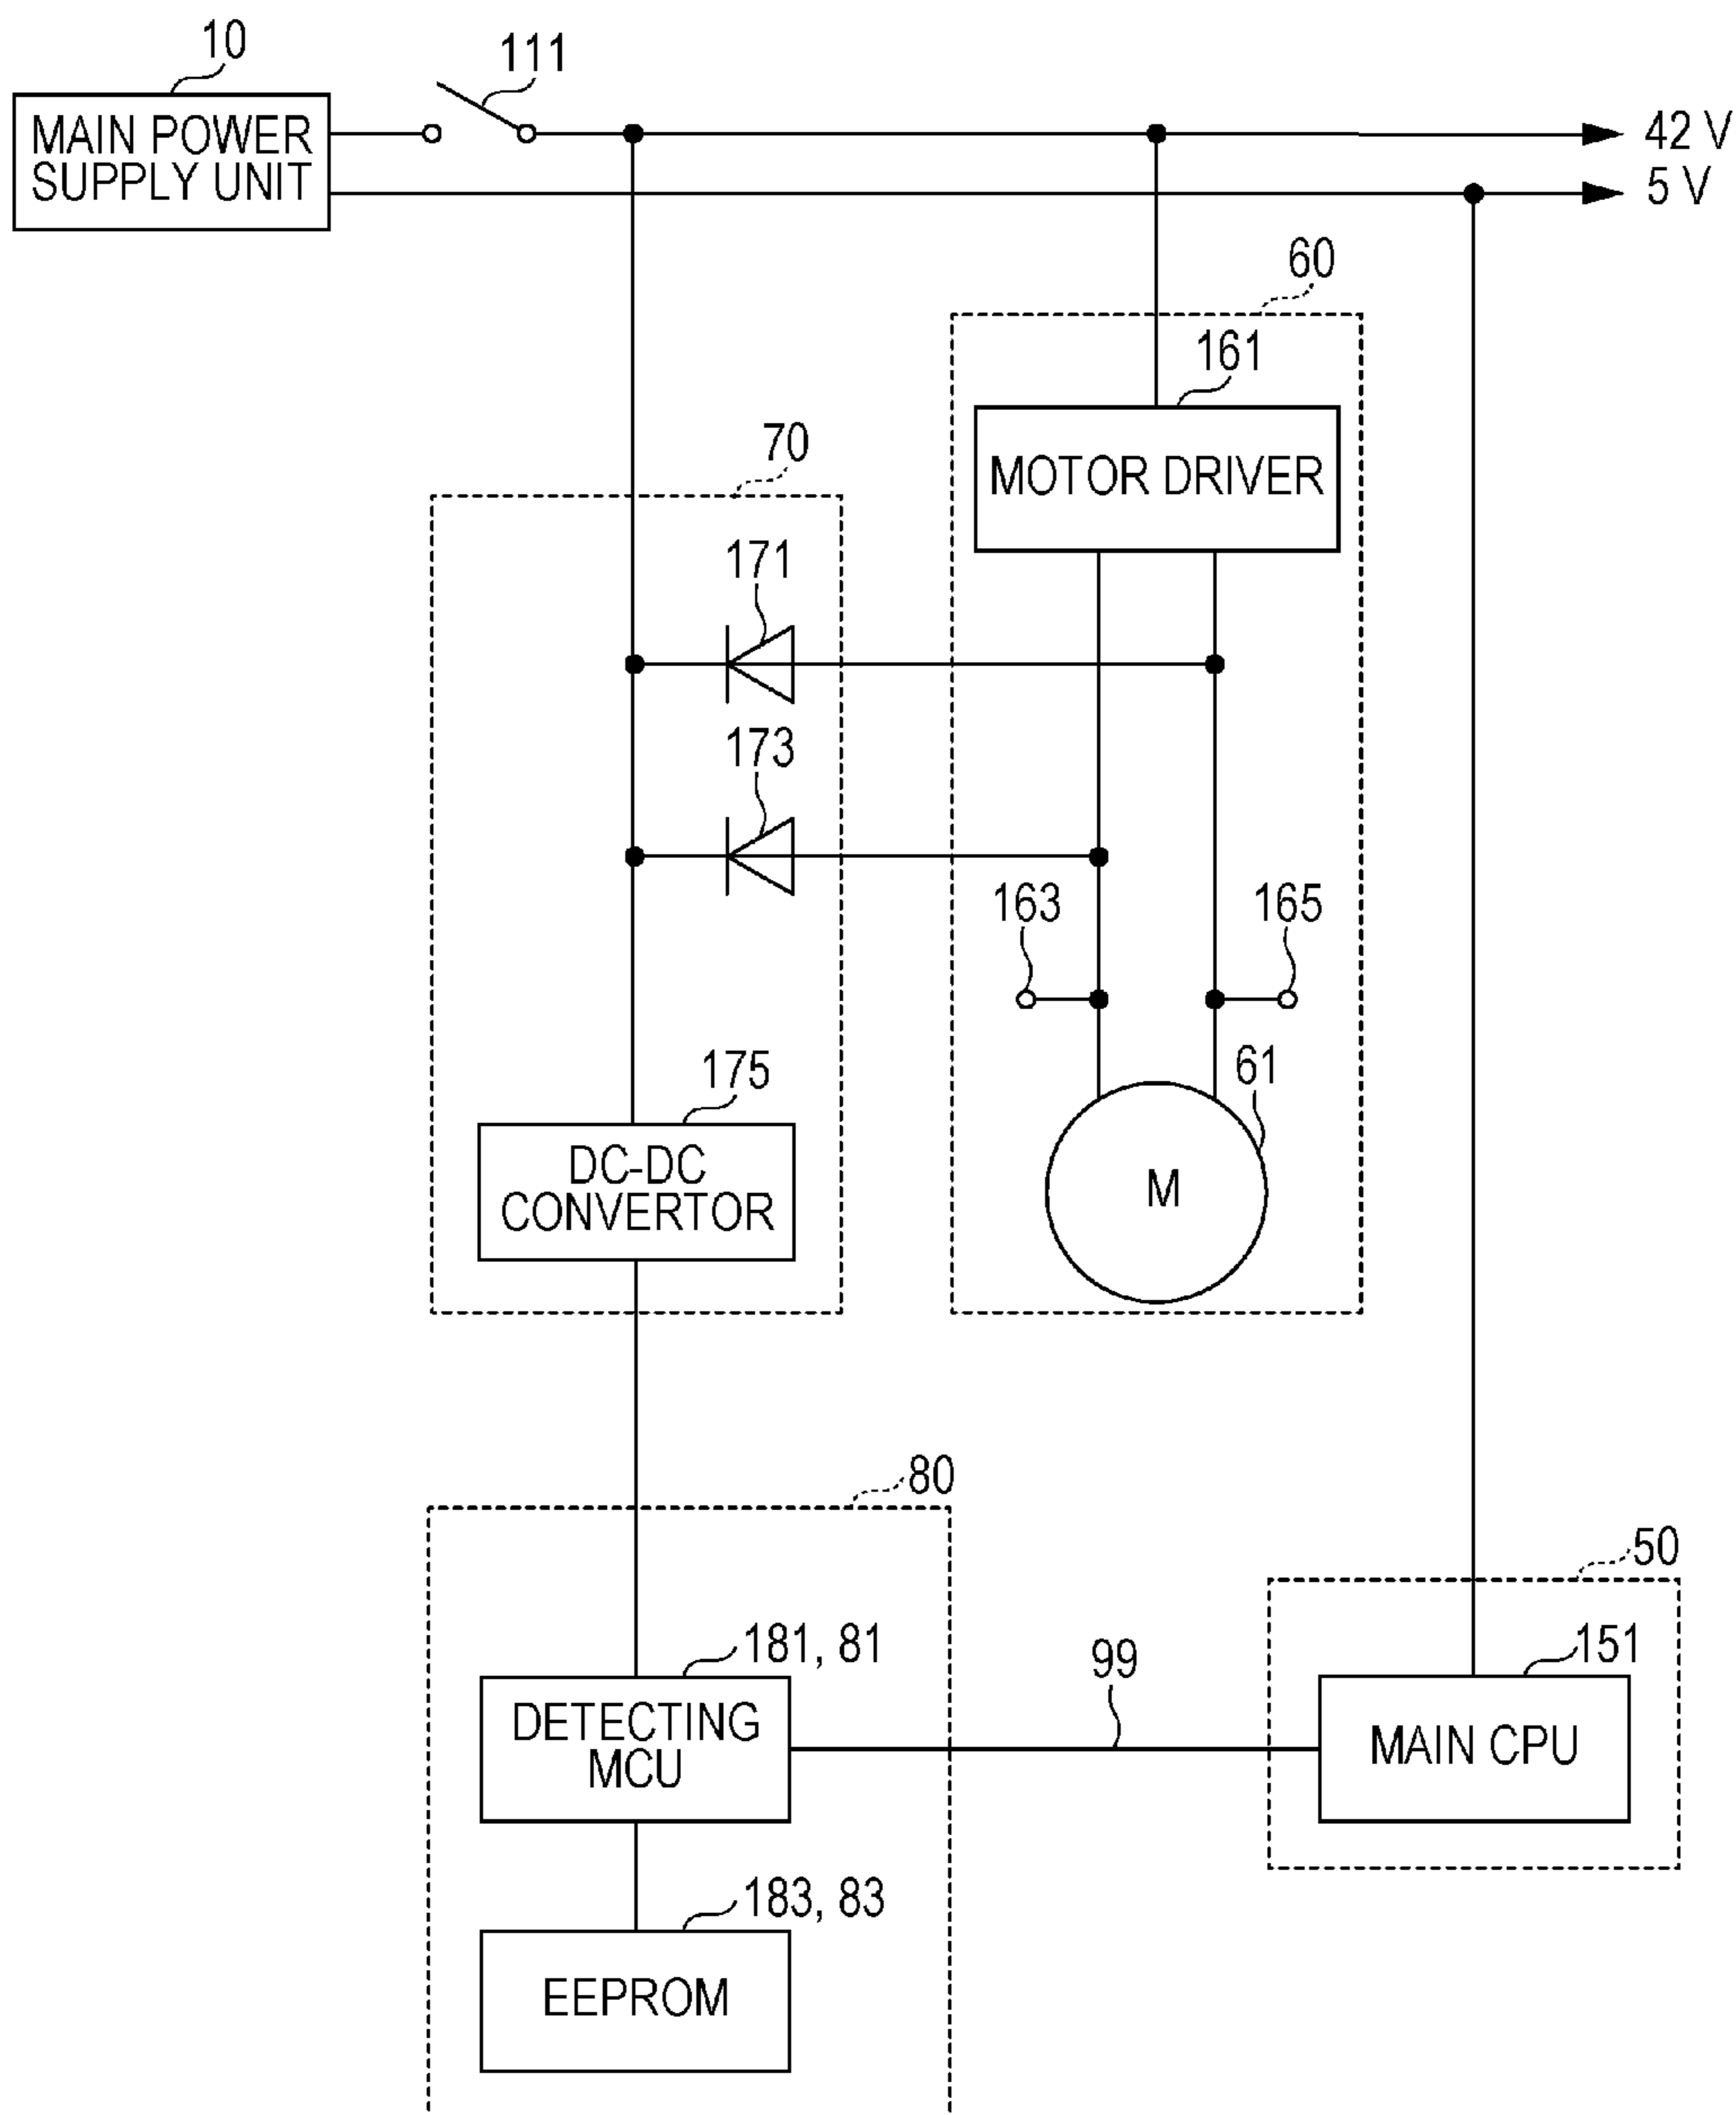 10
111
MAIN POWER
SUPPLY UNIT
42 V
5 V
60
161
MOTOR DRIVER
70
171
173
163
165
175
61
DC-DC
CONVERTOR
M
80
50
181, 81
99
151
DETECTING
MCU
MAIN CPU
183, 83
EEPROM